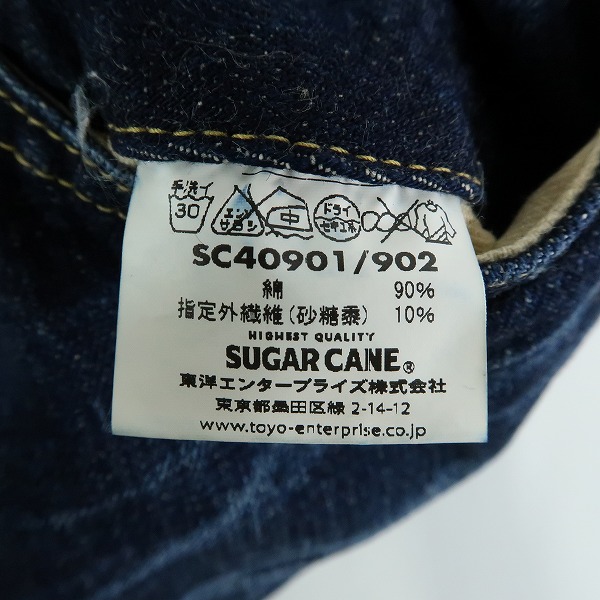 手洗イ
30
エンソ
サラシ
中
ドライ
セキユ系
SC40901/902
綿 90%
指定外繊維(砂糖黍) 10%
HIGHEST QUALITY
SUGAR CANE®
東洋エンタープライズ株式会社
東京都墨田区緑 2-14-12
www.toyo-enterprise.co.jp